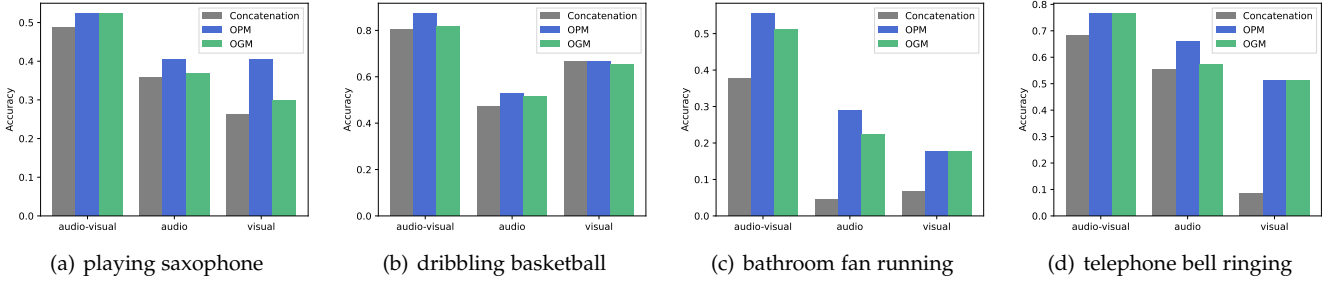 Accuracy
0.5
0.4
0.3
0.2
0.1
0.0
Concatenation
OPM
OGM
audio-visual audio visual
(a) playing saxophone
Accuracy
0.8
0.6
0.4
0.2
0.0
Concatenation
OPM
OGM
audio-visual audio visual
(b) dribbling basketball
Accuracy
0.5
0.4
0.3
0.2
0.1
0.0
Concatenation
OPM
OGM
audio-visual audio visual
(c) bathroom fan running
Accuracy
0.8
0.7
0.6
0.5
0.4
0.3
0.2
0.1
0.0
Concatenation
OPM
OGM
audio-visual audio visual
(d) telephone bell ringing